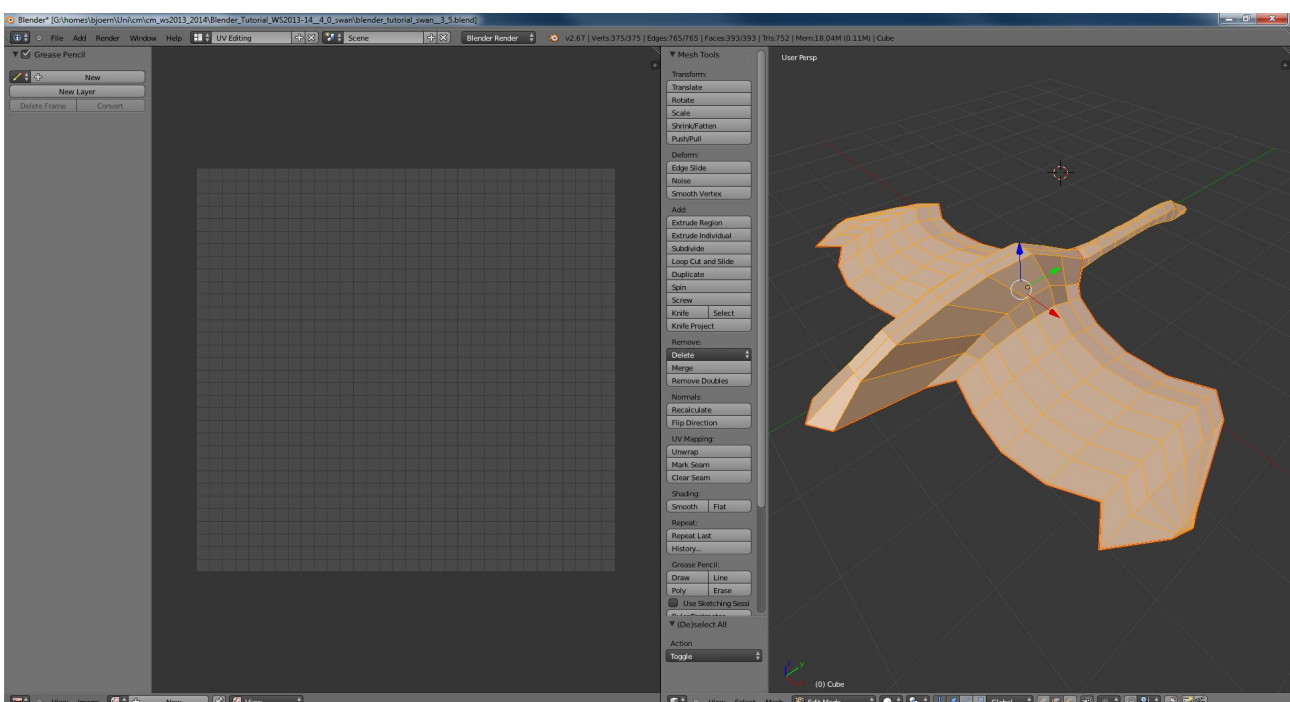 Blender* [G:\homes\bjoern\Uni\cm\cm_ws2013_2014\Blender_Tutorial_WS2013-14__4_0_swan\blender_tutorial_swan__3_5.blend]
File Add Render Window Help UV Editing Scene Blender Render v2.67 | Verts:375/375 | Edges:765/765 | Faces:393/393 | Tris:752 | Mem:18.04M (0.11M) | Cube
Grease Pencil
New
New Layer
Delete Frame Convert
Mesh Tools
Transform:
Translate
Rotate
Scale
Shrink/Fatten
Push/Pull
Deform:
Edge Slide
Noise
Smooth Vertex
Add:
Extrude Region
Extrude Individual
Subdivide
Loop Cut and Slide
Duplicate
Spin
Screw
Knife Select
Knife Project
Remove:
Delete
Merge
Remove Doubles
Normals:
Recalculate
Flip Direction
UV Mapping:
Unwrap
Mark Seam
Clear Seam
Shading:
Smooth Flat
Repeat:
Repeat Last
History...
Grease Pencil:
Draw Line
Poly Erase
Use Sketching Sessi
(De)select All
Action
Toggle
User Persp
z
y
(0) Cube
View Image New View
View Select Mesh Edit Mode Global